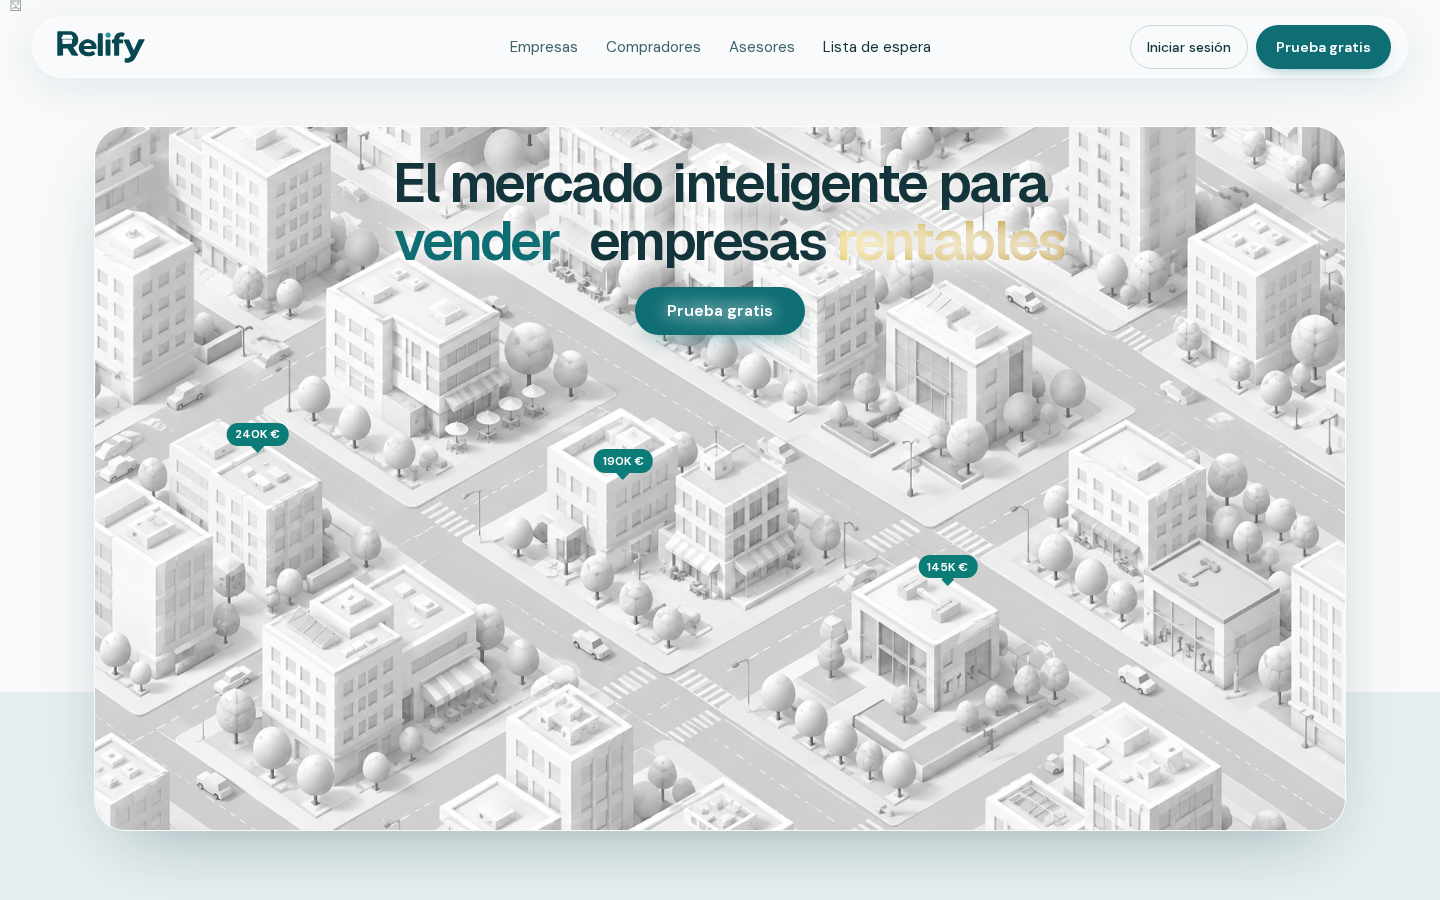 Relify
Empresas
Compradores
Asesores
Lista de espera
Iniciar sesión
Prueba gratis
El mercado inteligente para
vender empresas rentables
Prueba gratis
240K €
190K €
145K €